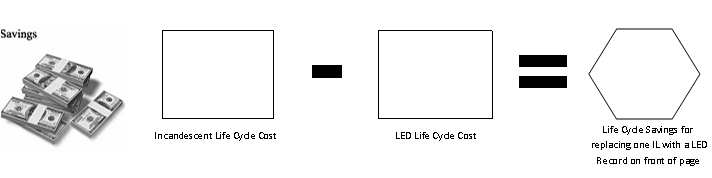 Savings
Incandescent Life Cycle Cost
LED Life Cycle Cost
Life Cycle Savings for
replacing one IL with a LED
Record on front of page